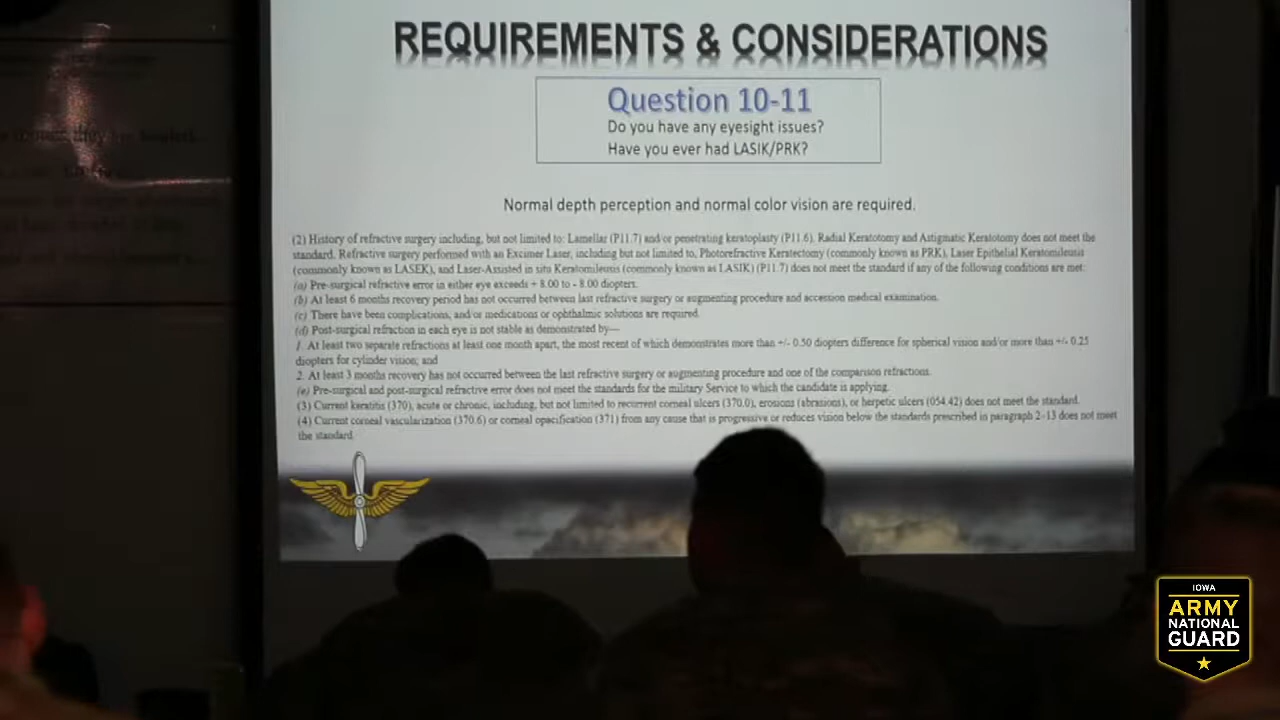 REQUIREMENTS & CONSIDERATIONS
Question 10-11
Do you have any eyesight issues?
Have you ever had LASIK/PRK?
Normal depth perception and normal color vision are required.
(2) History of refractive surgery including, but not limited to: Lamellar (P11.7) and/or penetrating keratoplasty (P11.6), Radial Keratotomy and Astigmatic Keratotomy does not meet the
standard. Refractive surgery performed with an Excimer Laser, including but not limited to, Photorefractive Keratectomy (commonly known as PRK), Laser Epithelial Keratomileusis
(commonly known as LASEK), and Laser-Assisted in situ Keratomileusis (commonly known as LASIK) (P11.7) does not meet the standard if any of the following conditions are met:
(a) Pre-surgical refractive error in either eye exceeds + 8.00 to - 8.00 diopters.
(b) At least 6 months recovery period has not occurred between last refractive surgery or augmenting procedure and accession medical examination.
(c) There have been complications, and/or medications or ophthalmic solutions are required.
(d) Post-surgical refraction in each eye is not stable as demonstrated by—
1. At least two separate refractions at least one month apart, the most recent of which demonstrates more than +/- 0.50 diopters difference for spherical vision and/or more than +/- 0.25
diopters for cylinder vision; and
2. At least 3 months recovery has not occurred between the last refractive surgery or augmenting procedure and one of the comparison refractions.
(e) Pre-surgical and post-surgical refractive error does not meet the standards for the military Service to which the candidate is applying.
(3) Current keratitis (370), acute or chronic, including, but not limited to recurrent corneal ulcers (370.0), erosions (abrasions), or herpetic ulcers (054.42) does not meet the standard.
(4) Current corneal vascularization (370.6) or corneal opacification (371) from any cause that is progressive or reduces vision below the standards prescribed in paragraph 2–13 does not meet
the standard.
IOWA
ARMY
NATIONAL
GUARD